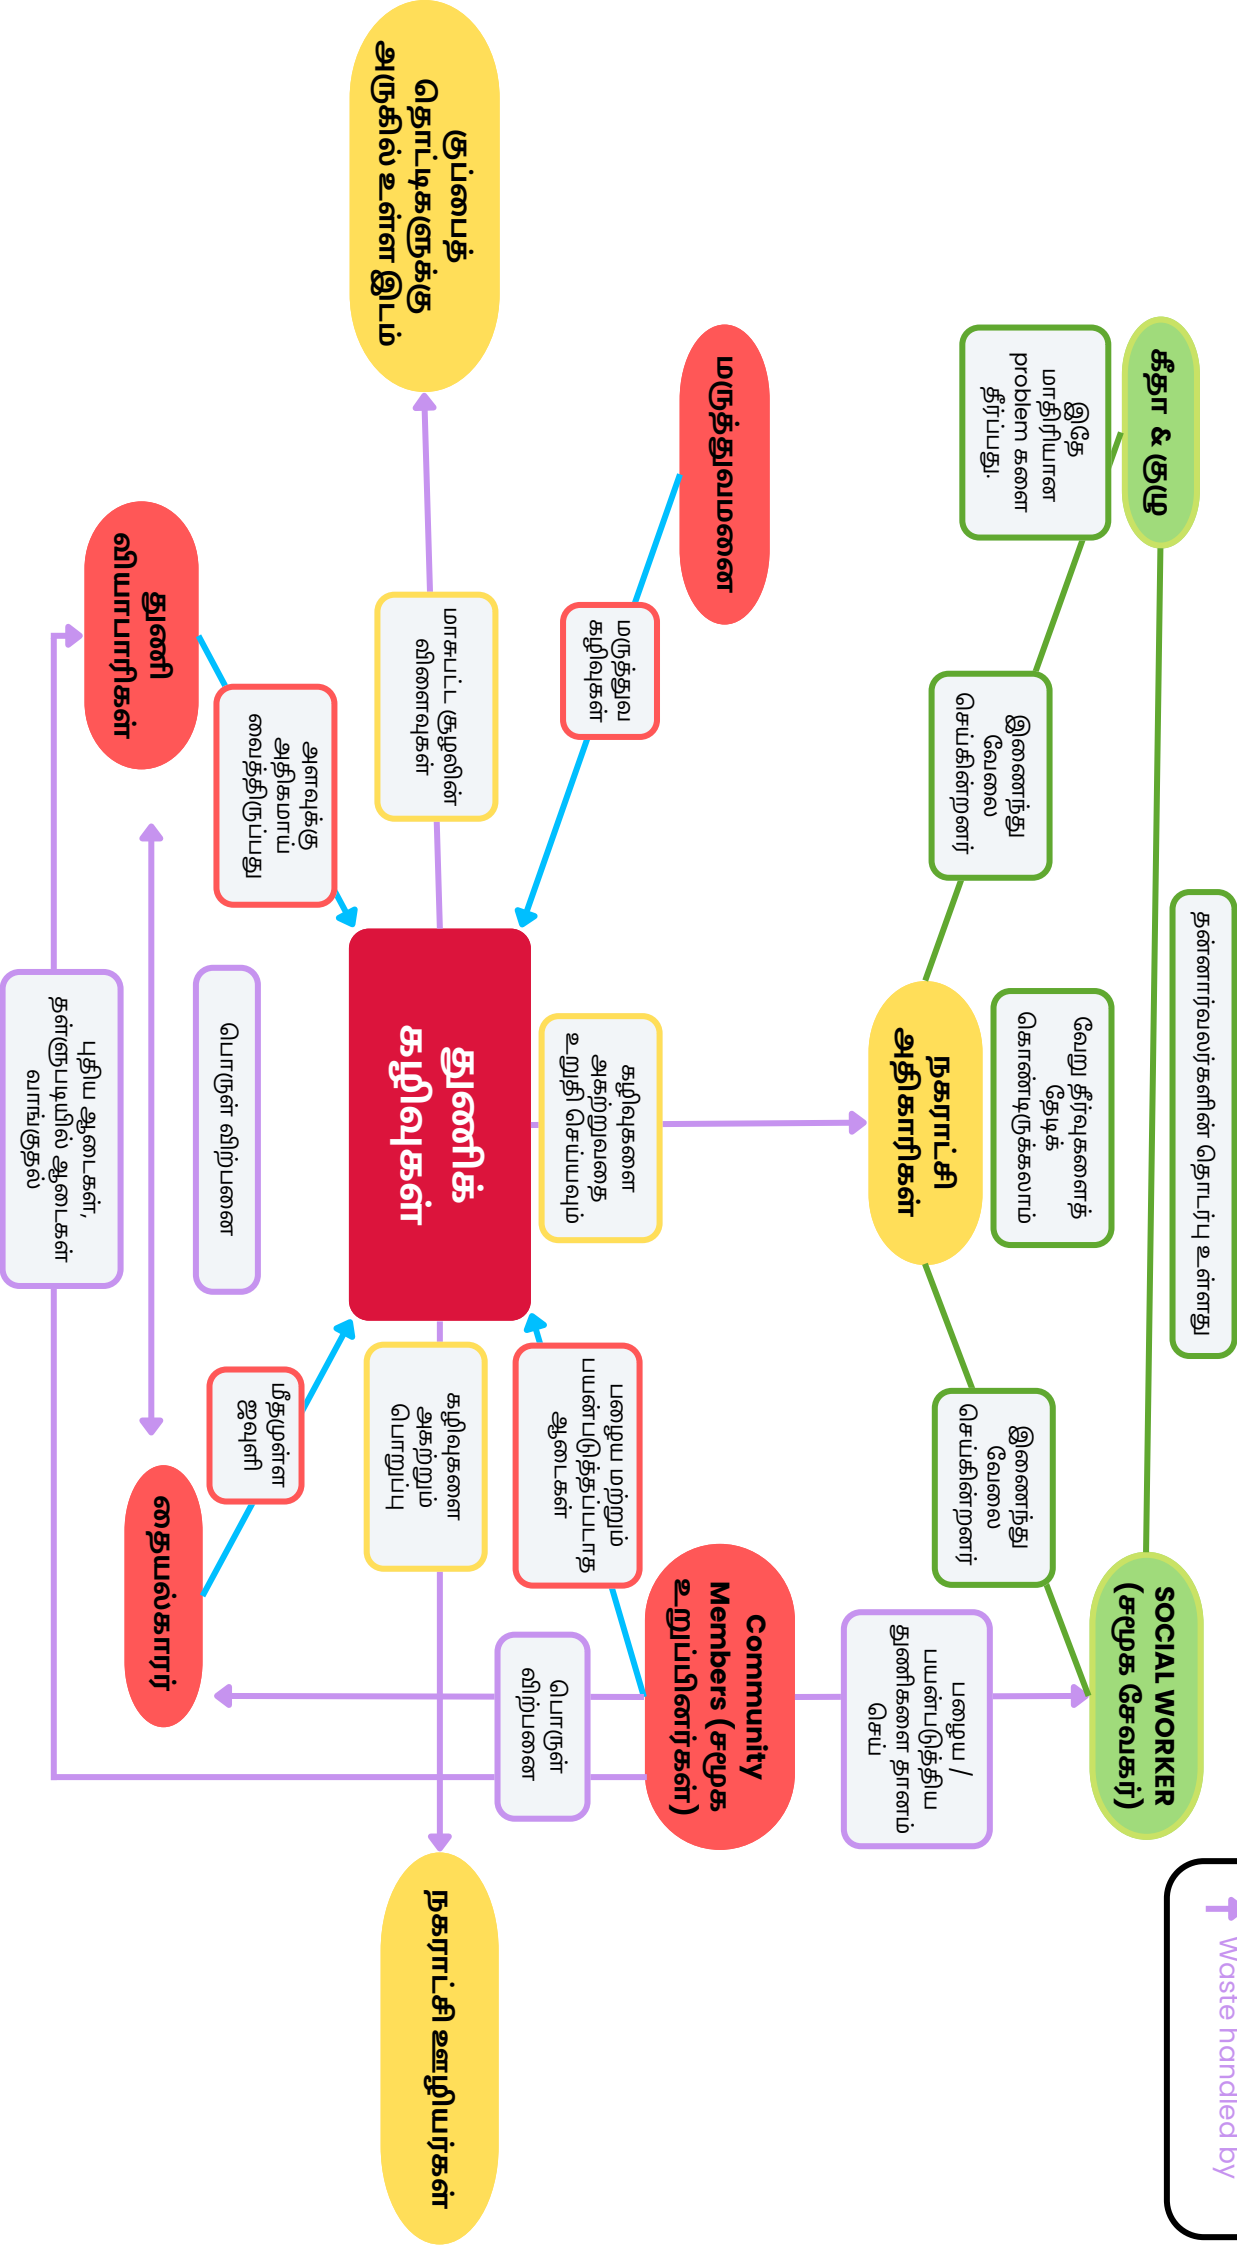 கீதா & குழு
இதே
மாதிரியான
problem களை
தீர்ப்பது.
இணைந்து
வேலை
செய்கின்றனர்
தன்னார்வலர்களின் தொடர்பு உள்ளது
வேறு தீர்வுகளைத்
தேடிக்
கொண்டிருக்கலாம்
நகராட்சி
அதிகாரிகள்
இணைந்து
வேலை
செய்கின்றனர்
SOCIAL WORKER
(சமூக சேவகர்)
Waste handled by
மருத்துவமனை
மருத்துவ
கழிவுகள்
கழிவுகளை
அகற்றுவதை
உறுதி செய்யவும்
பழைய /
பயன்படுத்திய
துணிகளை தானம்
செய்
Community
Members (சமூக
உறுப்பினர்கள்)
பழைய மற்றும்
பயன்படுத்தப்படாத
ஆடைகள்
பொருள்
விற்பனை
குப்பைத்
தொட்டிகளுக்கு
அருகில் உள்ள இடம்
மாசுபட்ட சூழலின்
விளைவுகள்
துணிக்
கழிவுகள்
கழிவுகளை
அகற்றும்
பொறுப்பு
நகராட்சி ஊழியர்கள்
துணி
வியாபாரிகள்
அளவுக்கு
அதிகமாய்
வைத்திருப்பது
பொருள் விற்பனை
மீதமுள்ள
ஜவுளி
தையல்காரர்
புதிய ஆடைகள்,
தள்ளுபடியில் ஆடைகள்
வாங்குதல்